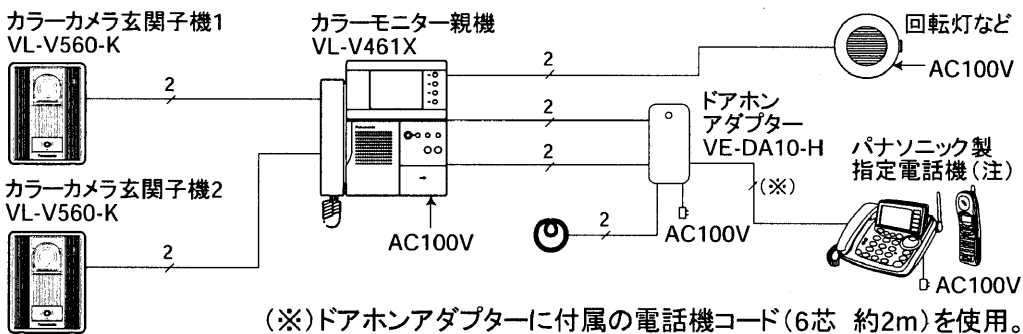 カラーカメラ玄関子機1
VL-V560-K
カラーモニター親機
VL-V461X
回転灯など
AC100V
2
2
2
2
ドアホン
アダプター
VE-DA10-H
パナソニック製
指定電話機(注)
(※)
カラーカメラ玄関子機2
VL-V560-K
2
2
AC100V
AC100V
AC100V
(※)ドアホンアダプターに付属の電話機コード(6芯 約2m)を使用。